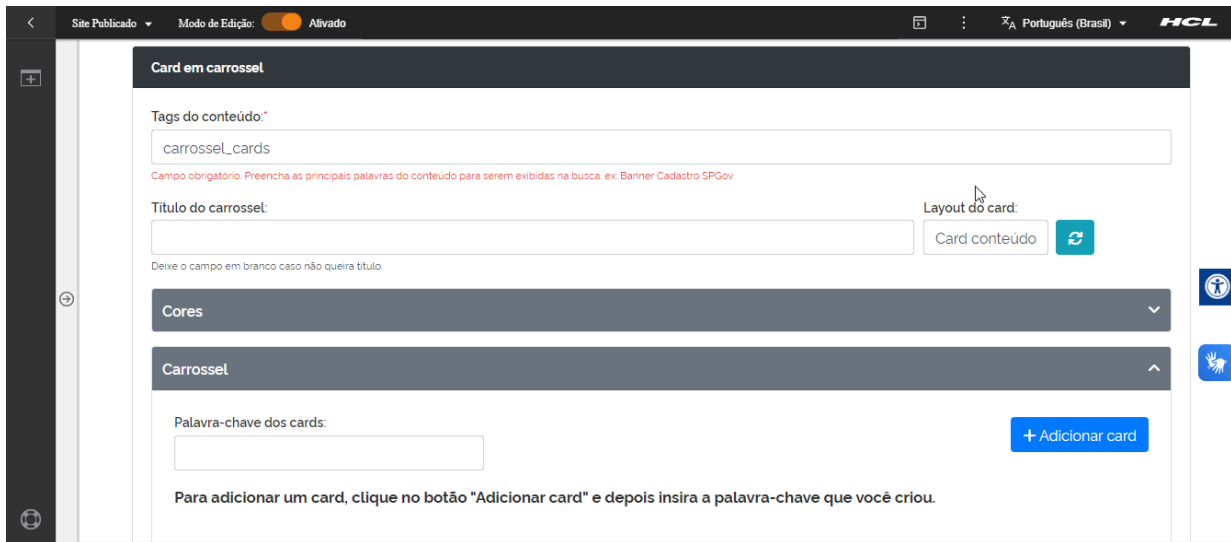 Site Publicado
Modo de Edição:
Ativado
Português (Brasil)
HCL
Card em carrossel
Tags do conteúdo:*
carrossel_cards
Campo obrigatório. Preencha as principais palavras do conteúdo para serem exibidas na busca. ex: Banner Cadastro SPGov
Título do carrossel:
Layout do card:
Card conteúdo
Deixe o campo em branco caso não queira título.
Cores
Carrossel
Palavra-chave dos cards:
+ Adicionar card
Para adicionar um card, clique no botão "Adicionar card" e depois insira a palavra-chave que você criou.